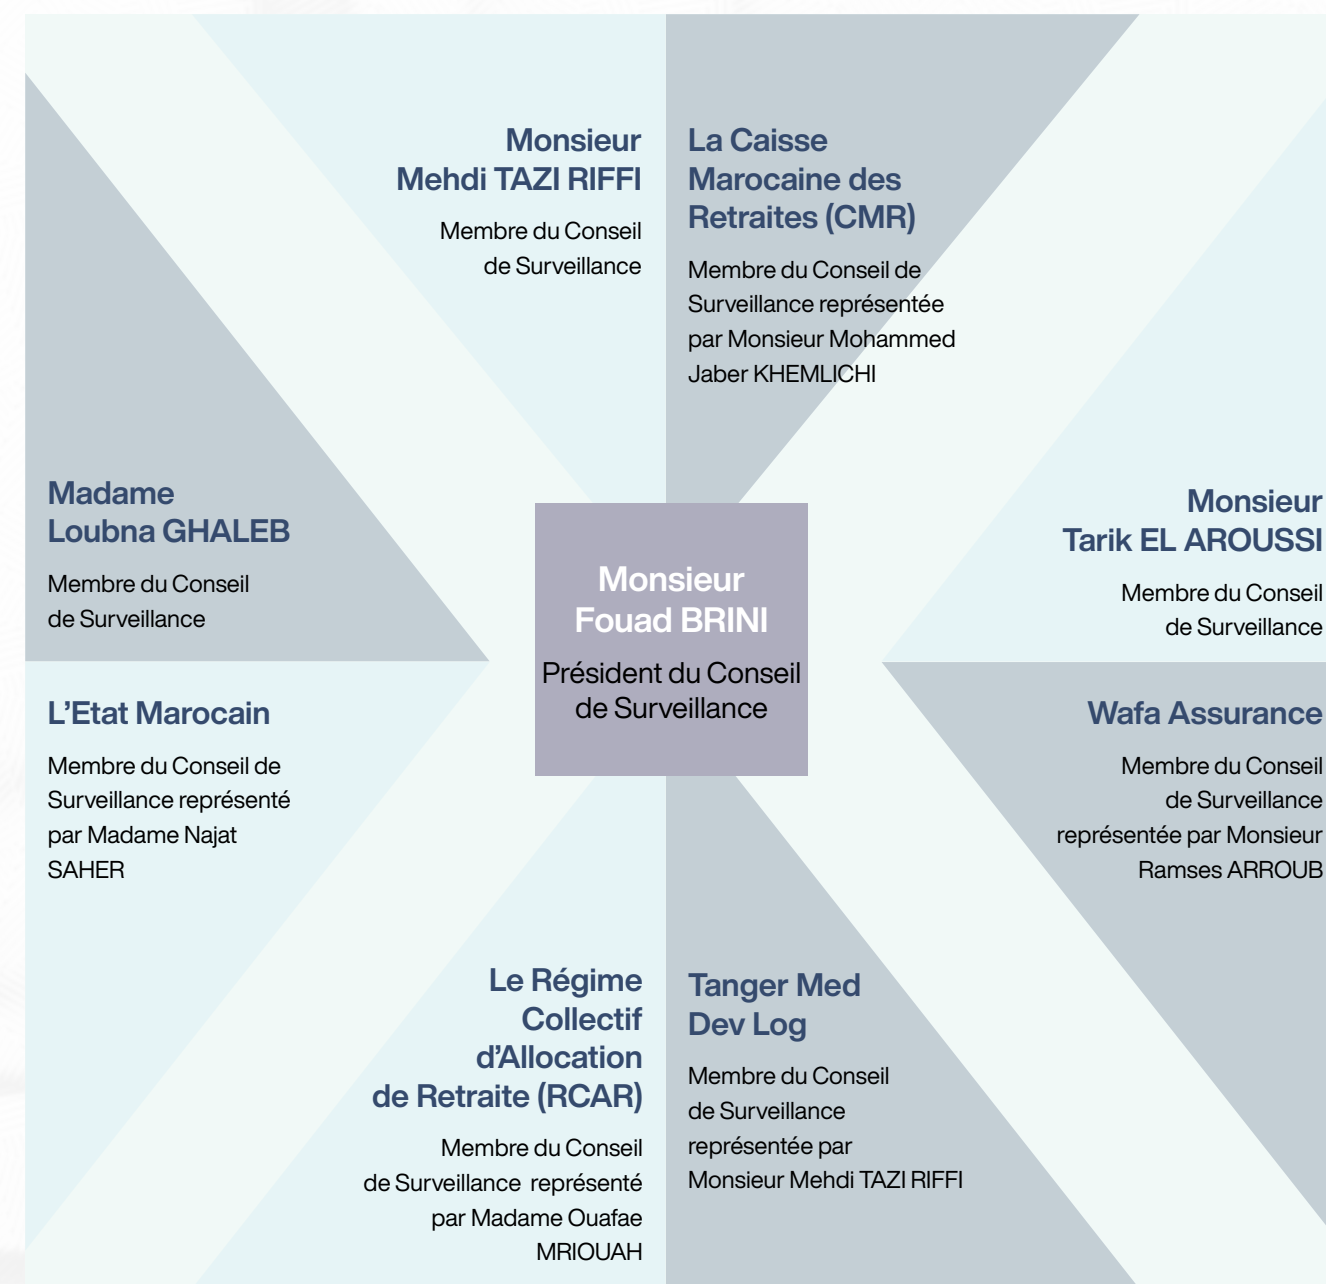 Monsieur
Mehdi TAZI RIFFI
Membre du Conseil
de Surveillance
La Caisse
Marocaine des
Retraites (CMR)
Membre du Conseil de
Surveillance représentée
par Monsieur Mohammed
Jaber KHEMLICHI
Madame
Loubna GHALEB
Membre du Conseil
de Surveillance
Monsieur
Fouad BRINI
Président du Conseil
de Surveillance
Monsieur
Tarik EL AROUSSI
Membre du Conseil
de Surveillance
L’Etat Marocain
Membre du Conseil de
Surveillance représenté
par Madame Najat
SAHER
Wafa Assurance
Membre du Conseil
de Surveillance
représentée par Monsieur
Ramses ARROUB
Le Régime
Collectif
d’Allocation
de Retraite (RCAR)
Membre du Conseil
de Surveillance représenté
par Madame Ouafae
MRIOUAH
Tanger Med
Dev Log
Membre du Conseil
de Surveillance
représentée par
Monsieur Mehdi TAZI RIFFI